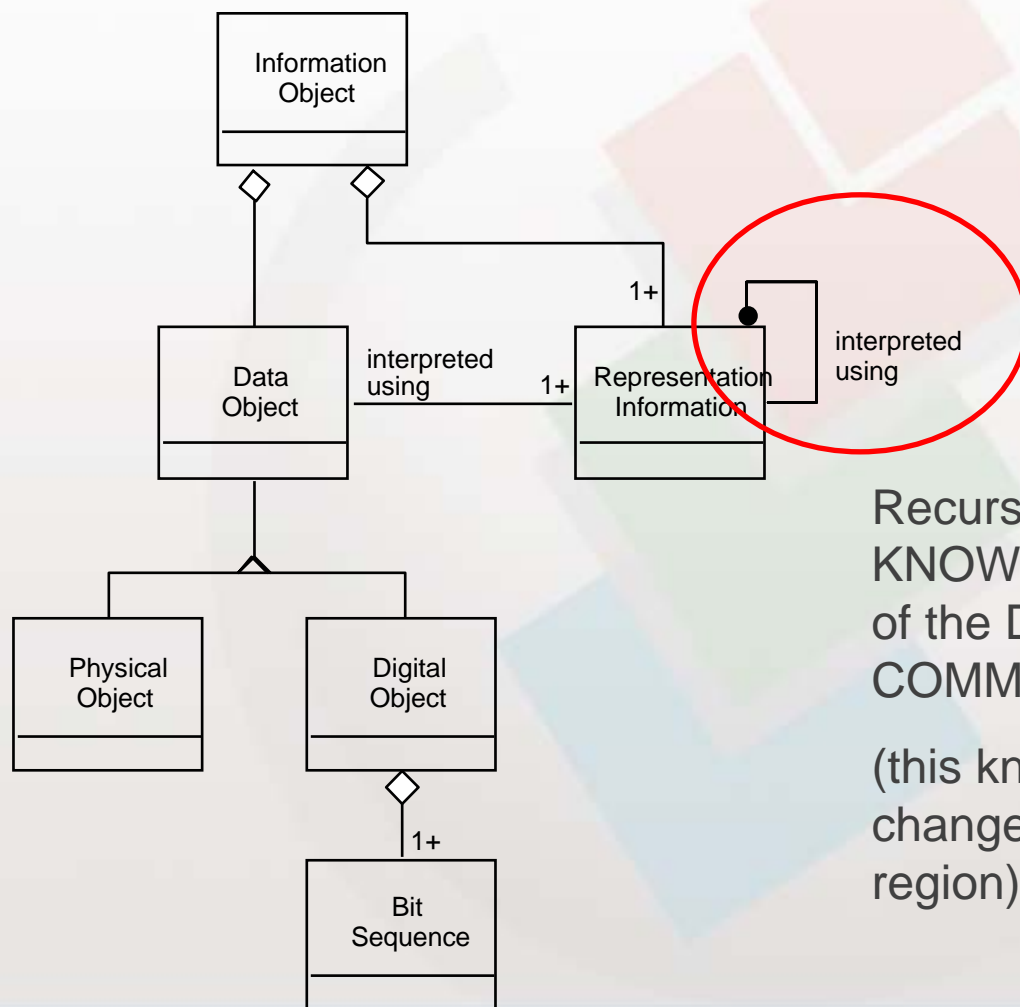 Information
Object
1+
Data
Object
interpreted
using
1+
Representation
Information
interpreted
using
Physical
Object
Digital
Object
1+
Bit
Sequence
Recurs
KNOW
of the
COMM
(this kn
change
region)